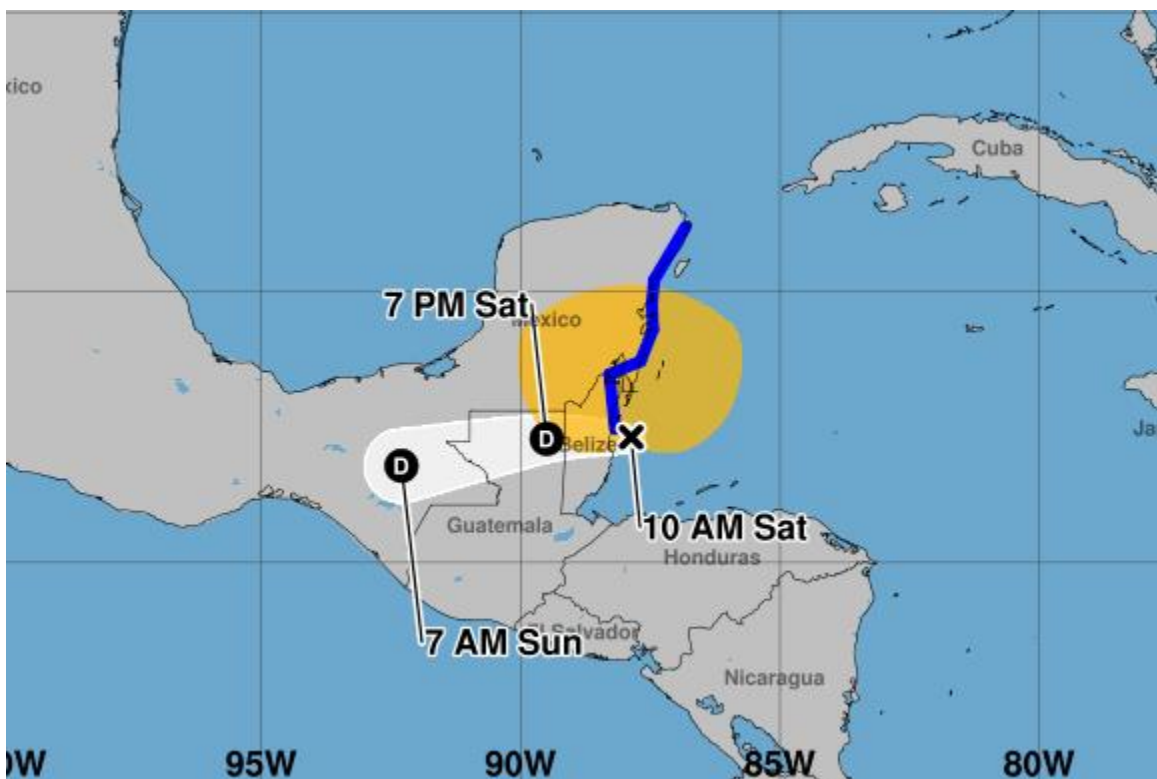 xico
Cuba
7 PM Sat
Mexico
D
Belize
D
Ja
Guatemala
10 AM Sat
Honduras
El Salvador
7 AM Sun
Nicaragua
0W 95W 90W 85W 80W